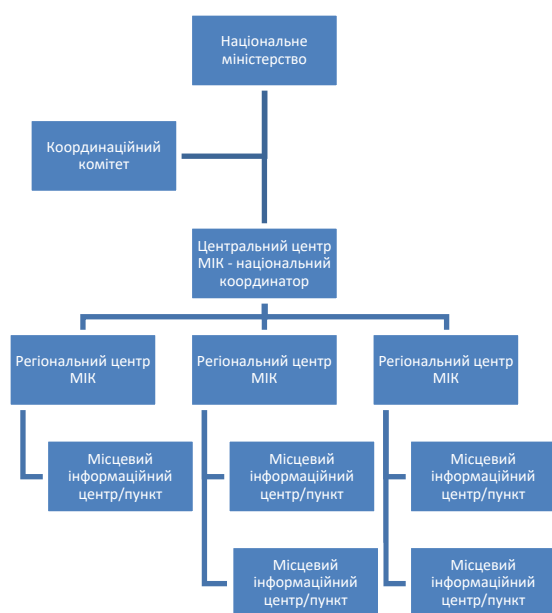 Національне
міністерство
Координаційний
комітет
Центральний центр
МІК - національний
координатор
Регіональний центр
МІК
Регіональний центр
МІК
Регіональний центр
МІК
Місцевий
інформаційний
центр/пункт
Місцевий
інформаційний
центр/пункт
Місцевий
інформаційний
центр/пункт
Місцевий
інформаційний
центр/пункт
Місцевий
інформаційний
центр/пункт